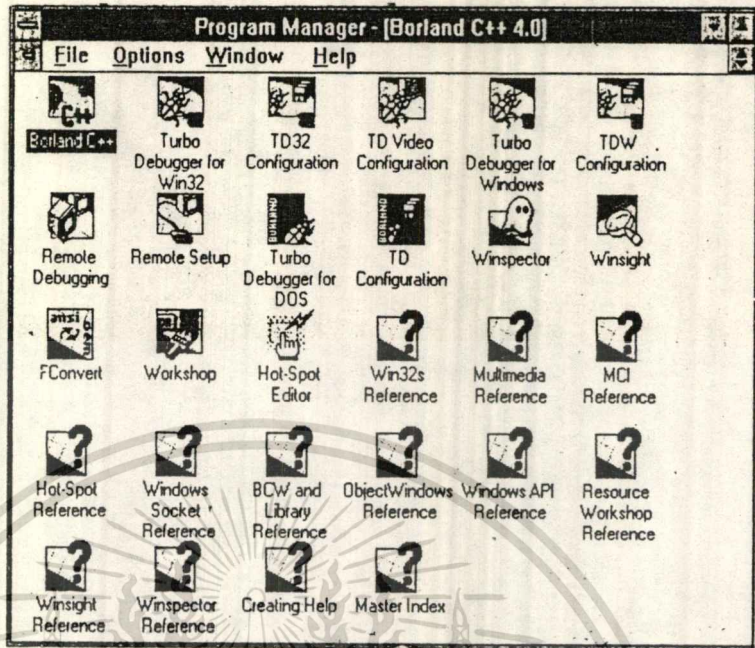 Program Manager - [Borland C++ 4.0]
File Options Window Help
Borland C++
Turbo Debugger for Win32
TD32 Configuration
TD Video Configuration
Turbo Debugger for Windows
TDW Configuration
Remote Debugging
Remote Setup
Turbo Debugger for DOS
TD Configuration
Winspector
Winsight
FConvert
Workshop
Hot-Spot Editor
Win32s Reference
Multimedia Reference
MCI Reference
Hot-Spot Reference
Windows Socket Reference
BCW and Library Reference
ObjectWindows Reference
Windows API Reference
Resource Workshop Reference
Winsight Reference
Winspector Reference
Creating Help
Master Index